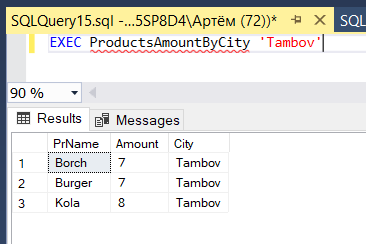 SQLQuery15.sql -...5SP8D4\Артём (72))* SQL
EXEC ProductsAmountByCity 'Tambov'
90 %
Results Messages
PrName Amount City
1 Borch 7 Tambov
2 Burger 7 Tambov
3 Kola 8 Tambov